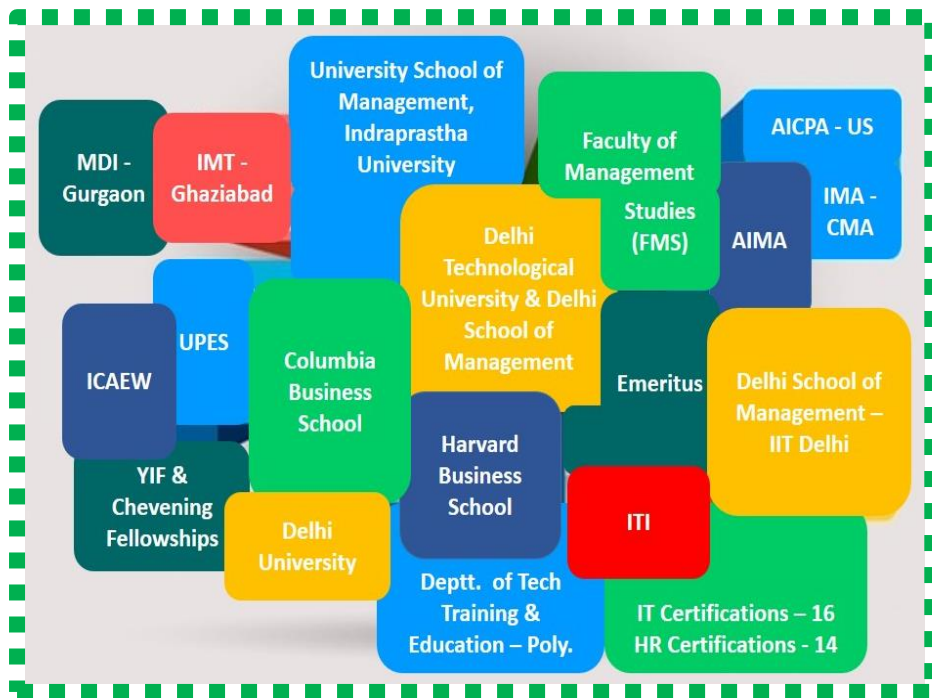 University School of
Management,
Indraprastha
University
MDI -
Gurgaon
IMT -
Ghaziabad
Faculty of
Management
Studies
(FMS)
AICPA - US
IMA -
CMA
AIMA
Delhi
Technological
University & Delhi
School of
Management
UPES
ICAEW
Columbia
Business
School
Emeritus
Delhi School of
Management –
IIT Delhi
Harvard
Business
School
YIF &
Chevening
Fellowships
Delhi
University
ITI
Deptt.  of Tech
Training &
Education – Poly.
IT Certifications – 16
HR Certifications - 14